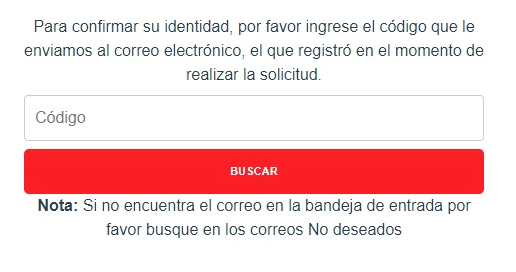 Para confirmar su identidad, por favor ingrese el código que le
enviamos al correo electrónico, el que registró en el momento de
realizar la solicitud.
Código
BUSCAR
Nota: Si no encuentra el correo en la bandeja de entrada por
favor busque en los correos No deseados